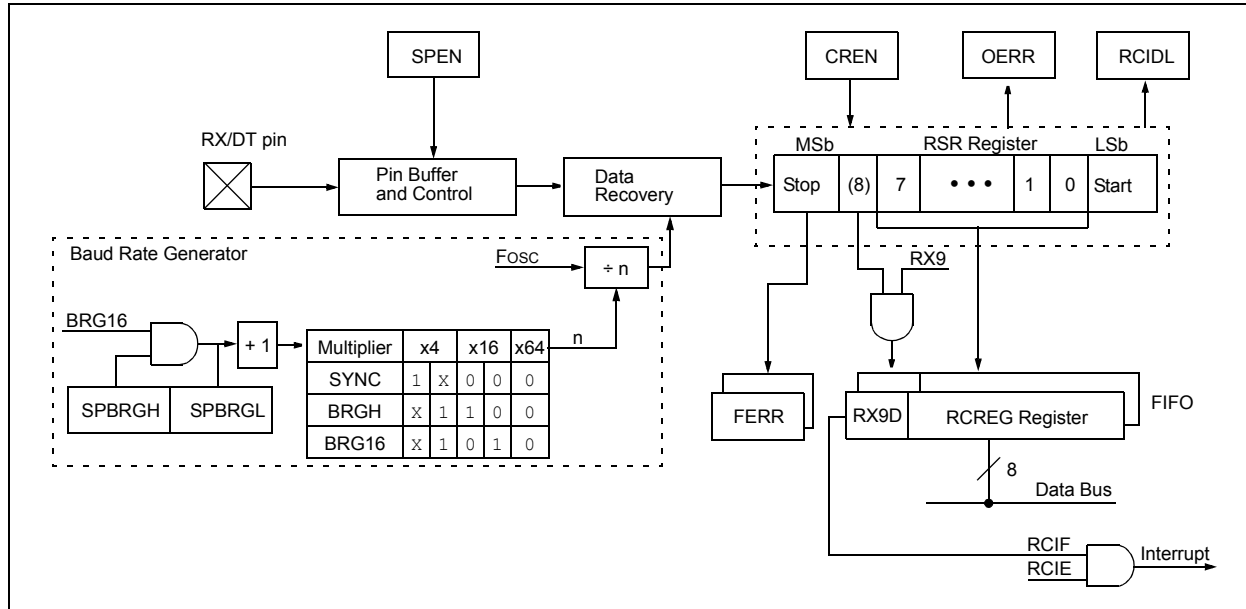 SPEN
CREN
OERR
RCIDL
RX/DT pin
Pin Buffer
and Control
Data
Recovery
MSb
RSR Register
LSb
Stop (8) 7 • • • 1 0 Start
Baud Rate Generator
FOSC
÷ n
RX9
BRG16
+ 1
n
SPBRGH SPBRGL
Multiplier x4 x16 x64
SYNC 1 X 0 0 0
BRGH X 1 1 0 0
BRG16 X 1 0 1 0
FERR
RX9D RCREG Register
FIFO
8
Data Bus
RCIF
RCIE
Interrupt